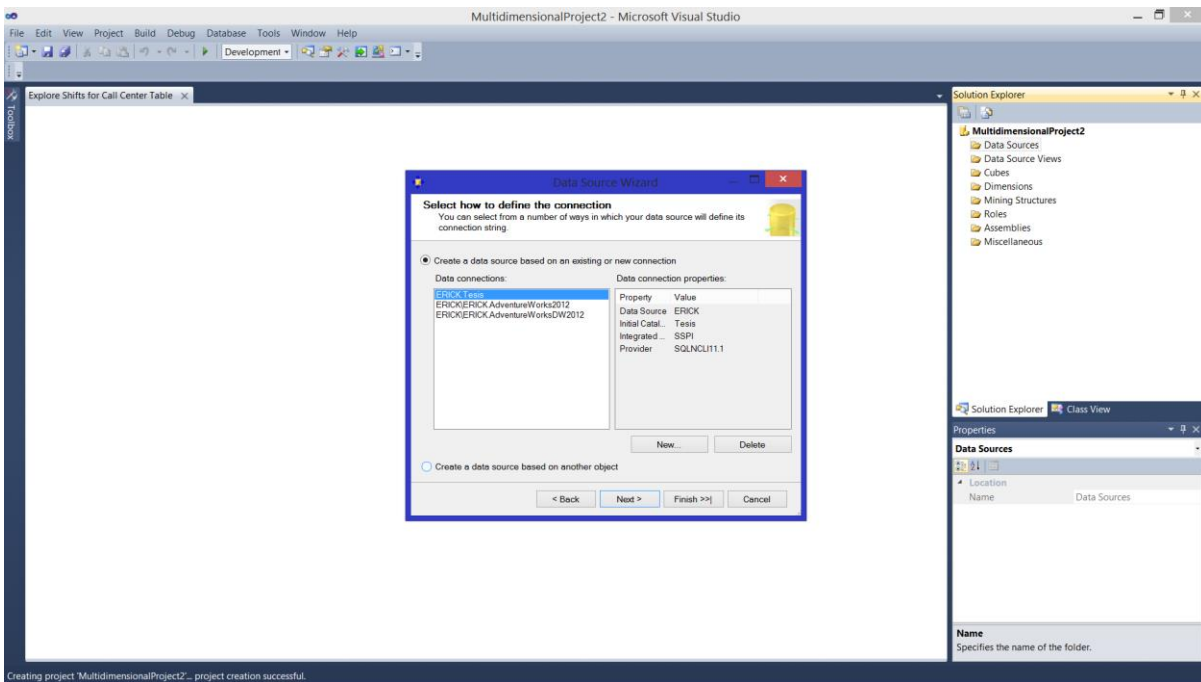 MultidimensionalProject2 - Microsoft Visual Studio
File Edit View Project Build Debug Database Tools Window Help
Development
Toolbox
Explore Shifts for Call Center Table
Data Source Wizard
Select how to define the connection
You can select from a number of ways in which your data source will define its
connection string.
Create a data source based on an existing or new connection
Data connections:
ERICK.Tesis
ERICK\ERICK.AdventureWorks2012
ERICK\ERICK.AdventureWorksDW2012
Data connection properties:
Property Value
Data Source ERICK
Initial Catal... Tesis
Integrated ... SSPI
Provider SQLNCLI11.1
New... Delete
Create a data source based on another object
< Back Next > Finish >>| Cancel
Solution Explorer
MultidimensionalProject2
Data Sources
Data Source Views
Cubes
Dimensions
Mining Structures
Roles
Assemblies
Miscellaneous
Solution Explorer Class View
Properties
Data Sources
Location
Name Data Sources
Name
Specifies the name of the folder.
Creating project 'MultidimensionalProject2'... project creation successful.